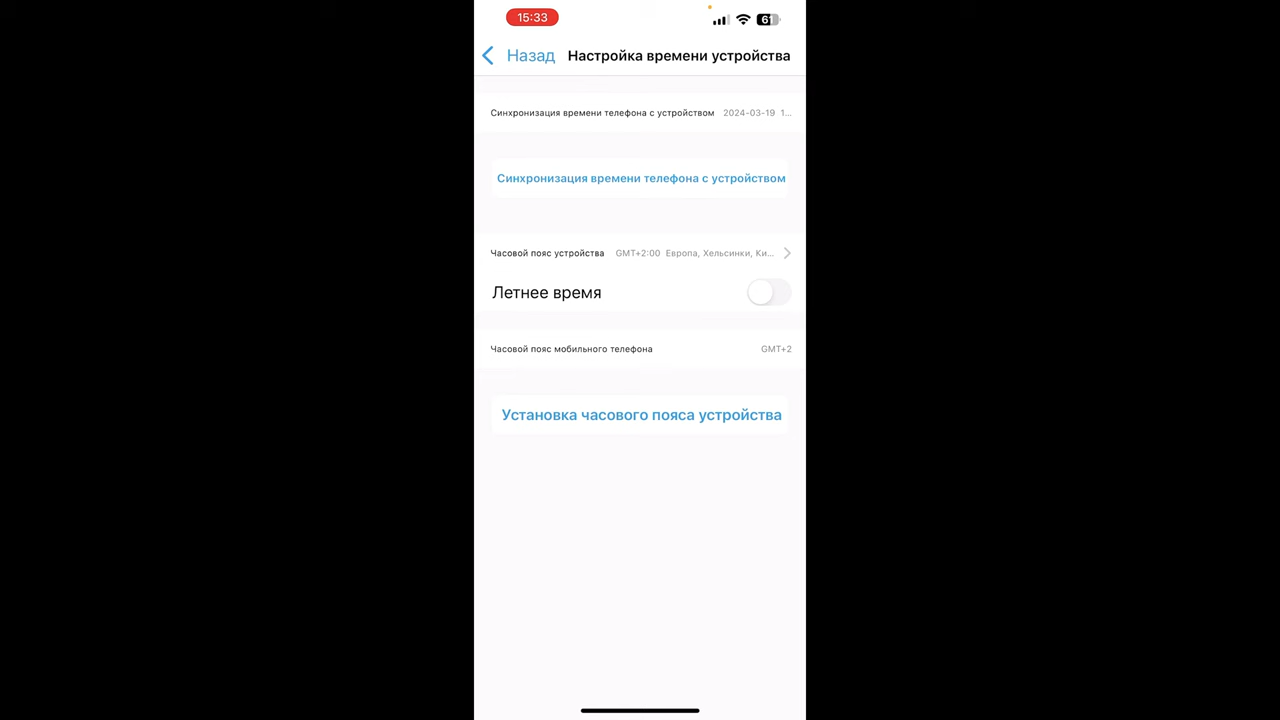 15:33
61
Назад Настройка времени устройства
Синхронизация времени телефона с устройством 2024-03-19 1...
Синхронизация времени телефона с устройством
Часовой пояс устройства GMT+2:00 Европа, Хельсинки, Ки...
Летнее время
Часовой пояс мобильного телефона GMT+2
Установка часового пояса устройства